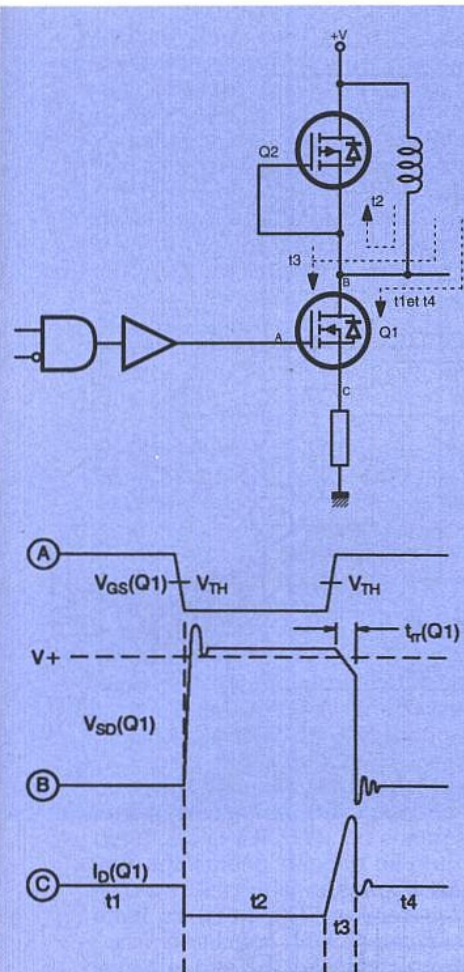 +V
Q2
t2
t3
B
t1et t4
A
Q1
C
A
VGS(Q1)
VTH
VTH
trr(Q1)
V+
VSD(Q1)
B
C
ID(Q1)
t1
t2
t3
t4